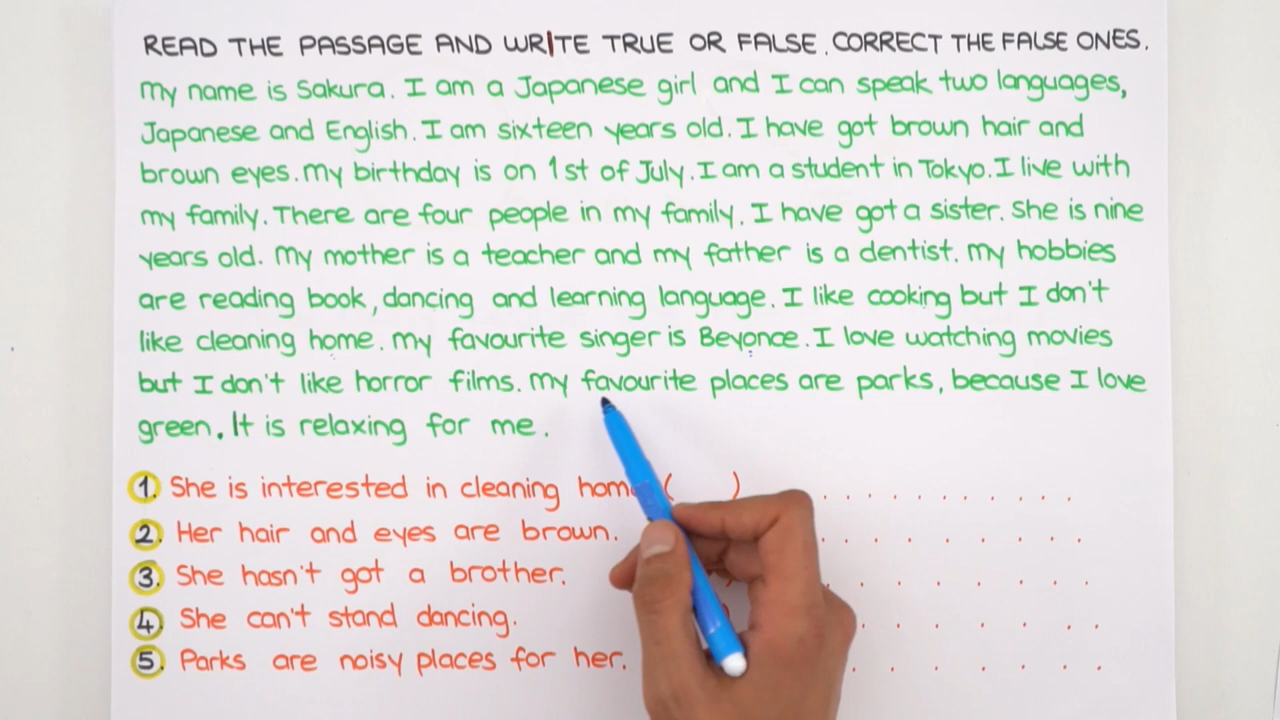 READ THE PASSAGE AND WRITE TRUE OR FALSE. CORRECT THE FALSE ONES.
My name is Sakura. I am a Japanese girl and I can speak two languages,
Japanese and English. I am sixteen years old. I have got brown hair and
brown eyes. My birthday is on 1st of July. I am a student in Tokyo. I live with
my family. There are four people in my family. I have got a sister. She is nine
years old. My mother is a teacher and my father is a dentist. My hobbies
are reading book, dancing and learning language. I like cooking but I don't
like cleaning home. My favourite singer is Beyonce. I love watching movies
but I don't like horror films. My favourite places are parks, because I love
green. It is relaxing for me.
1. She is interested in cleaning hom ( ) . . . . . . . . . .
2. Her hair and eyes are brown. . . . . . . . . . .
3. She hasn't got a brother. ) . . . . . . . . .
4. She can't stand dancing. . . . . . . . .
5. Parks are noisy places for her. . . . . . . . .